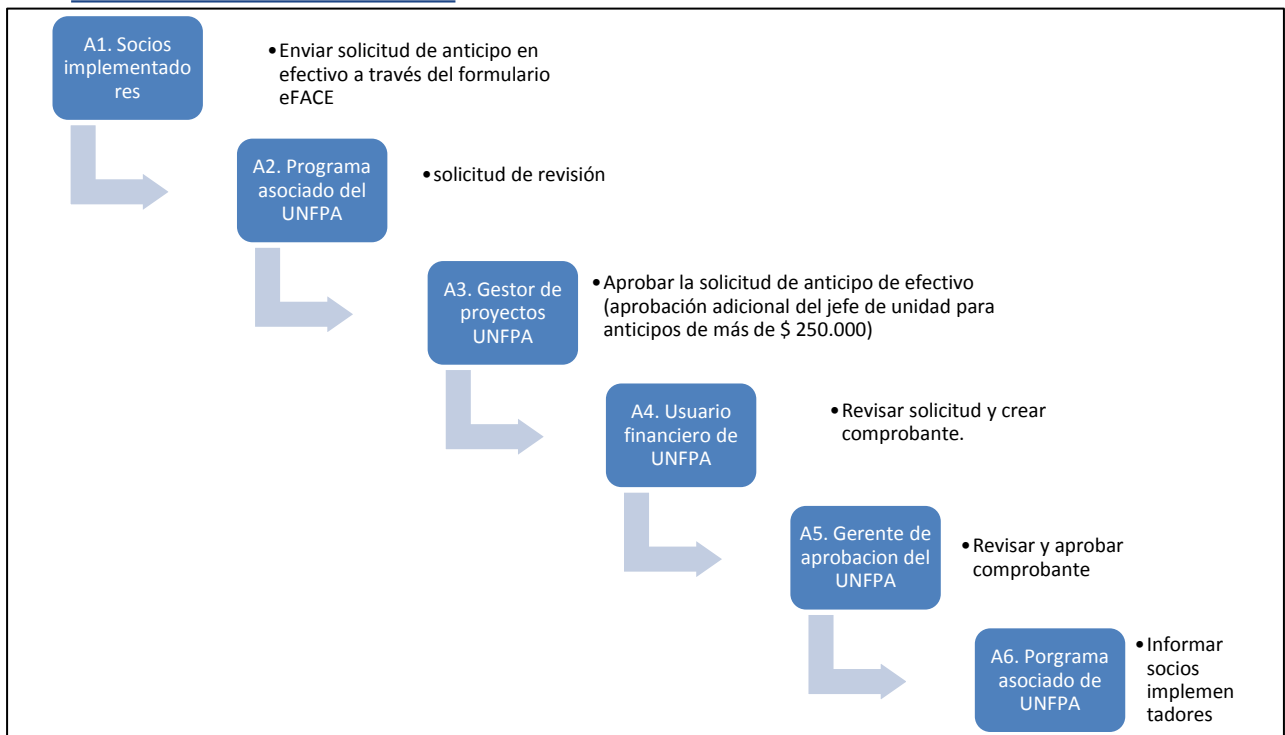 A1. Socios
implementado
res
•Enviar solicitud de anticipo en
efectivo a través del formulario
eFACE
A2. Programa
asociado del
UNFPA
•solicitud de revisión
A3. Gestor de
proyectos
UNFPA
•Aprobar la solicitud de anticipo de efectivo
(aprobación adicional del jefe de unidad para
anticipos de más de $ 250.000)
A4. Usuario
financiero de
UNFPA
•Revisar solicitud y crear
comprobante.
A5. Gerente de
aprobacion del
UNFPA
•Revisar y aprobar
comprobante
A6. Porgrama
asociado de
UNFPA
•Informar
socios
implemen
tadores